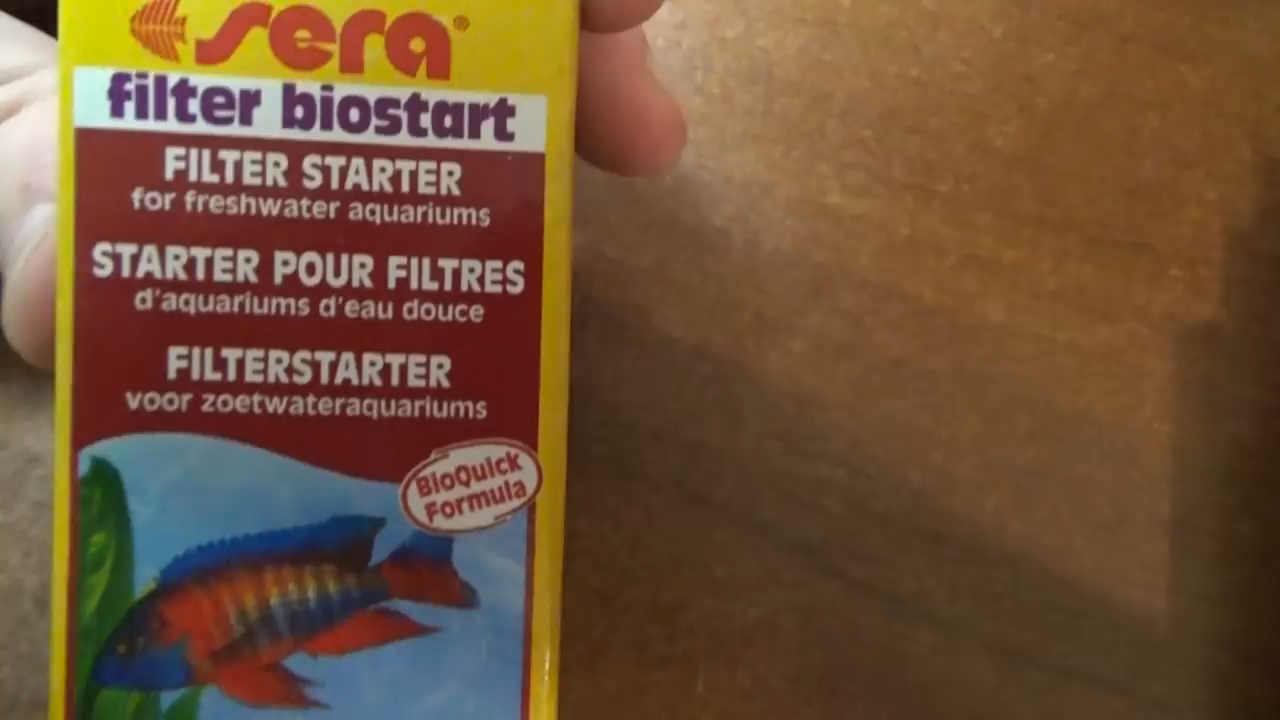 sera®
filter biostart
FILTER STARTER
for freshwater aquariums
STARTER POUR FILTRES
d'aquariums d'eau douce
FILTERSTARTER
voor zoetwateraquariums
BioQuick
Formula